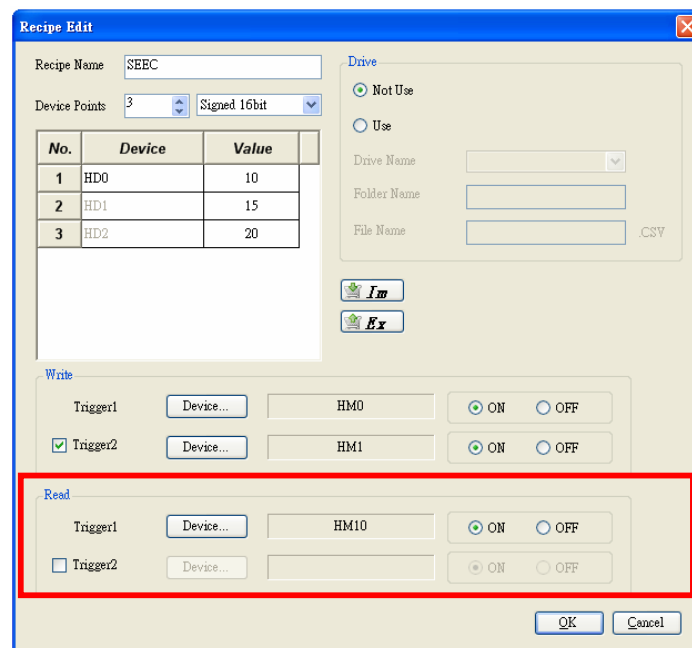 Recipe Edit
Recipe Name SEEC
Device Points 3 Signed 16bit
No. Device Value
1 HD0 10
2 HD1 15
3 HD2 20
Drive
Not Use
Use
Drive Name
Folder Name
File Name .CSV
Im
Ex
Write
Trigger1 Device... HM0 ON OFF
Trigger2 Device... HM1 ON OFF
Read
Trigger1 Device... HM10 ON OFF
Trigger2 Device... ON OFF
OK Cancel